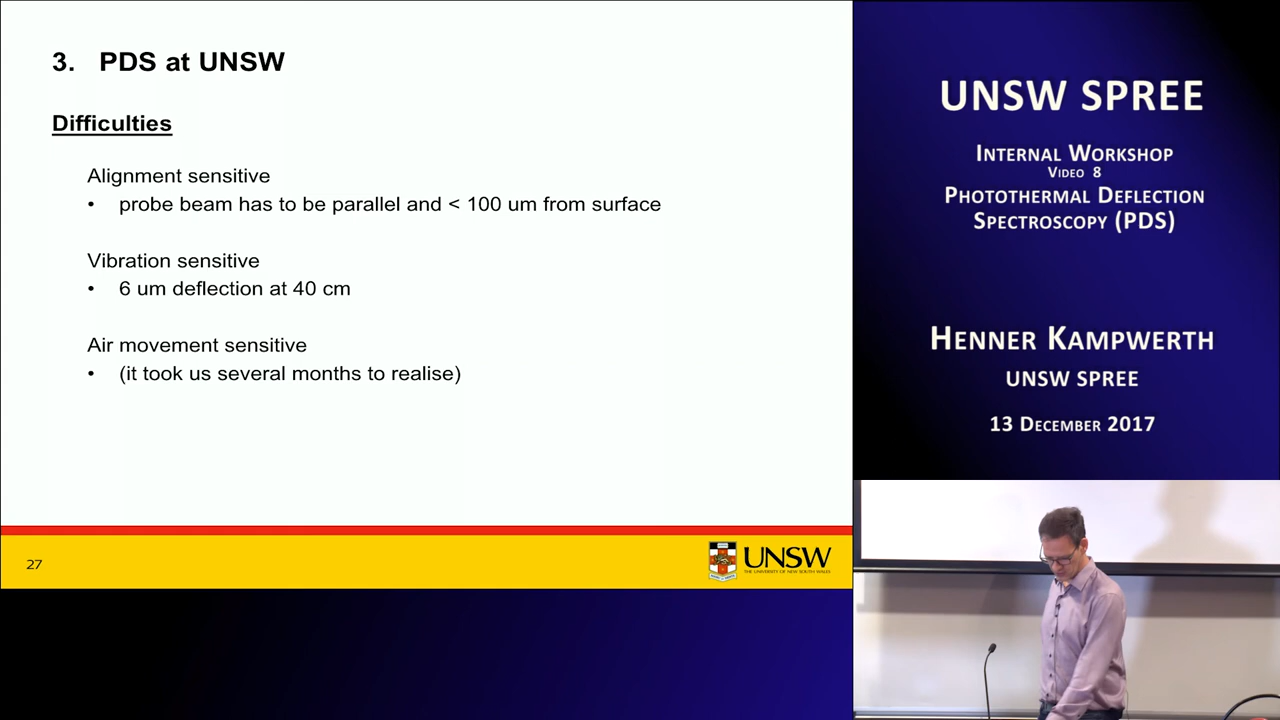 3. PDS at UNSW
Difficulties
Alignment sensitive
• probe beam has to be parallel and < 100 um from surface
Vibration sensitive
• 6 um deflection at 40 cm
Air movement sensitive
• (it took us several months to realise)
27
UNSW
THE UNIVERSITY OF NEW SOUTH WALES
UNSW SPREE
INTERNAL WORKSHOP
VIDEO 8
PHOTOTHERMAL DEFLECTION
SPECTROSCOPY (PDS)
HENNER KAMPWERTH
UNSW SPREE
13 DECEMBER 2017